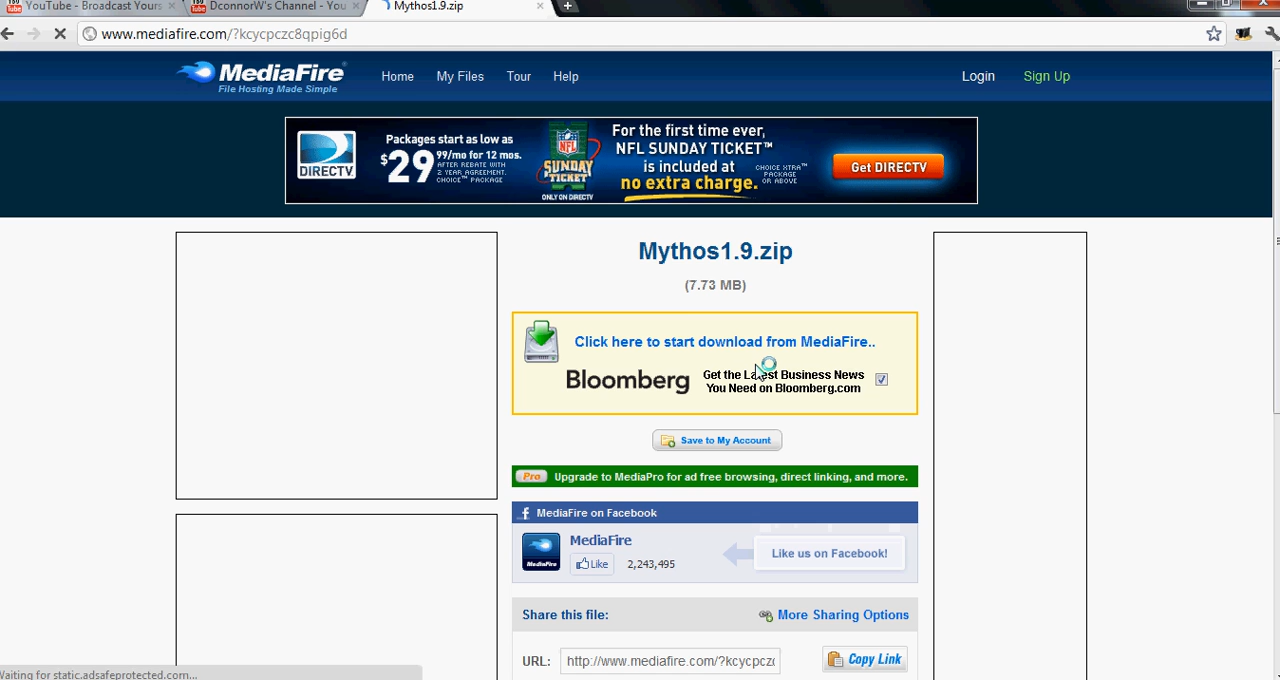 YouTube - Broadcast Yours
DconnorW's Channel - You
Mythos1.9.zip
www.mediafire.com/?kcycpczc8qpig6d
MediaFire
File Hosting Made Simple
Home
My Files
Tour
Help
Login
Sign Up
DIRECTV
Packages start as low as
$29 99/mo for 12 mos.
AFTER REBATE WITH
2 YEAR AGREEMENT.
CHOICE™ PACKAGE
NFL
SUNDAY
TICKET
ONLY ON DIRECTV
For the first time ever,
NFL SUNDAY TICKET™
is included at
no extra charge.
CHOICE XTRA™
PACKAGE
OR ABOVE
Get DIRECTV
Mythos1.9.zip
(7.73 MB)
Click here to start download from MediaFire..
Bloomberg
Get the Latest Business News
You Need on Bloomberg.com
Save to My Account
Pro Upgrade to MediaPro for ad free browsing, direct linking, and more.
f MediaFire on Facebook
MediaFire
MediaFire
Like
2,243,495
Like us on Facebook!
Share this file:
More Sharing Options
URL: http://www.mediafire.com/?kcycpczc
Copy Link
Waiting for static.adsafeprotected.com...